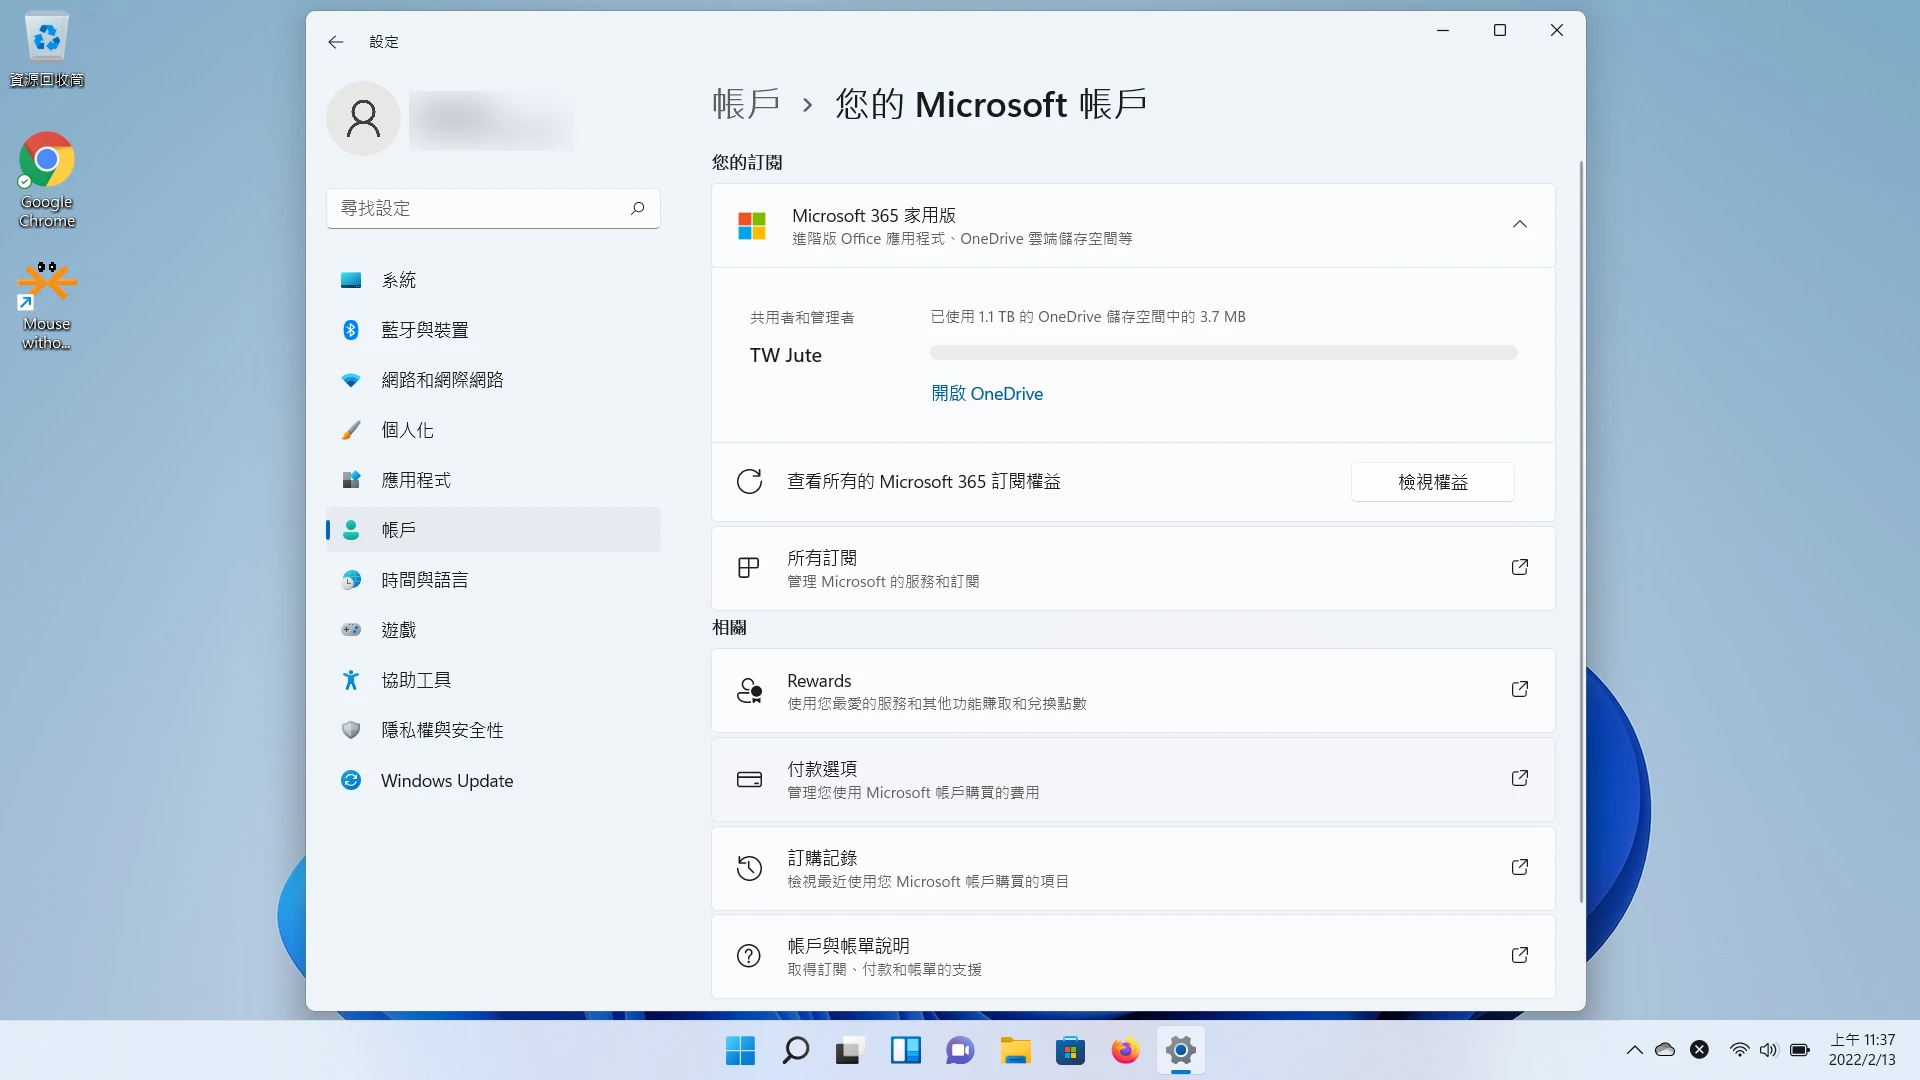 資源回收筒
Google
Chrome
Mouse
witho...
設定
尋找設定
系統
藍牙與裝置
網路和網際網路
個人化
應用程式
帳戶
時間與語言
遊戲
協助工具
隱私權與安全性
Windows Update
帳戶 › 您的 Microsoft 帳戶
您的訂閱
Microsoft 365 家用版
進階版 Office 應用程式、OneDrive 雲端儲存空間等
共用者和管理者
TW Jute
已使用 1.1 TB 的 OneDrive 儲存空間中的 3.7 MB
開啟 OneDrive
查看所有的 Microsoft 365 訂閱權益
檢視權益
所有訂閱
管理 Microsoft 的服務和訂閱
相關
Rewards
使用您最愛的服務和其他功能賺取和兌換點數
付款選項
管理您使用 Microsoft 帳戶購買的費用
訂購記錄
檢視最近使用您 Microsoft 帳戶購買的項目
帳戶與帳單說明
取得訂閱、付款和帳單的支援
上午 11:37
2022/2/13